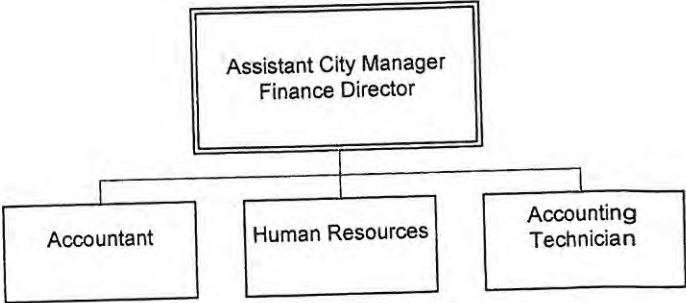 Assistant City Manager
Finance Director
Accountant
Human Resources
Accounting
Technician